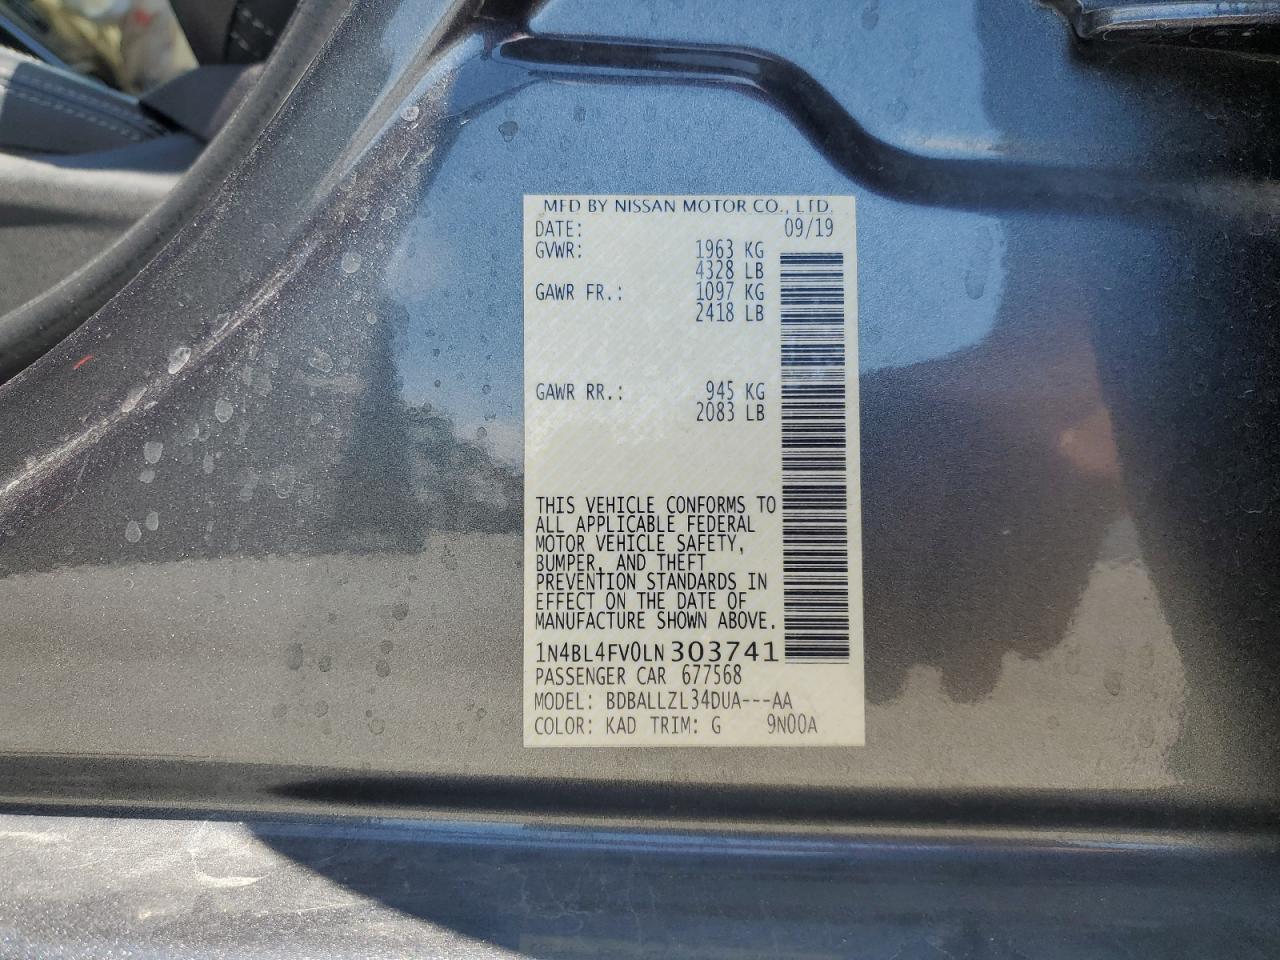 MFD BY NISSAN MOTOR CO., LTD.
DATE: 09/19
GVWR: 1963 KG
4328 LB
GAWR FR.: 1097 KG
2418 LB
GAWR RR.: 945 KG
2083 LB
THIS VEHICLE CONFORMS TO
ALL APPLICABLE FEDERAL
MOTOR VEHICLE SAFETY,
BUMPER, AND THEFT
PREVENTION STANDARDS IN
EFFECT ON THE DATE OF
MANUFACTURE SHOWN ABOVE.
1N4BL4FV0LN303741
PASSENGER CAR 677568
MODEL: BDBALLZL34DUA---AA
COLOR: KAD TRIM: G 9N00A